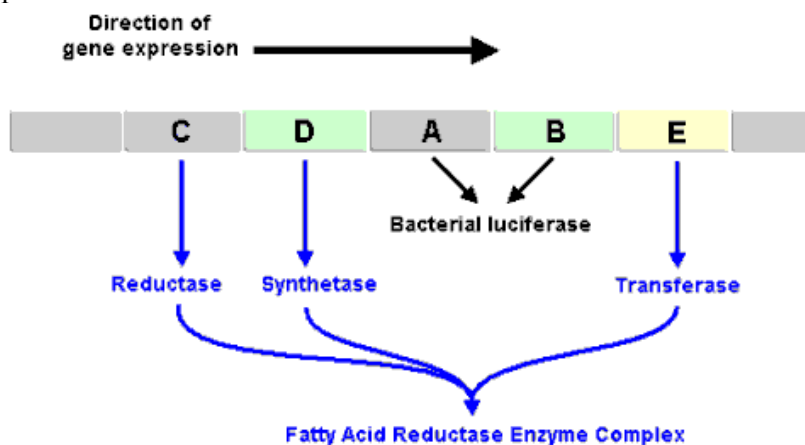 Direction of
gene expression
C D A B E
Bacterial luciferase
Reductase Synthetase Transferase
Fatty Acid Reductase Enzyme Complex